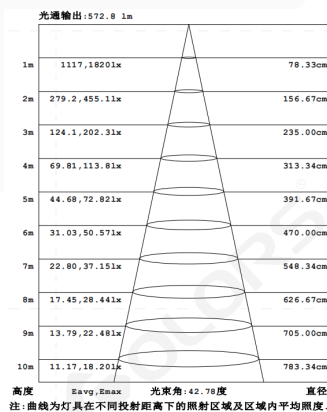 光通输出:572.8 lm
1m 1117,1820lx 78.33cm
2m 279.2,455.1lx 156.67cm
3m 124.1,202.3lx 235.00cm
4m 69.81,113.8lx 313.34cm
5m 44.68,72.82lx 391.67cm
6m 31.03,50.57lx 470.00cm
7m 22.80,37.15lx 548.34cm
8m 17.45,28.44lx 626.67cm
9m 13.79,22.48lx 705.00cm
10m 11.17,18.20lx 783.34cm
高度 Eavg,Emax 光束角:42.78度 直径
注:曲线为灯具在不同投射距离下的照射区域及区域内平均照度.